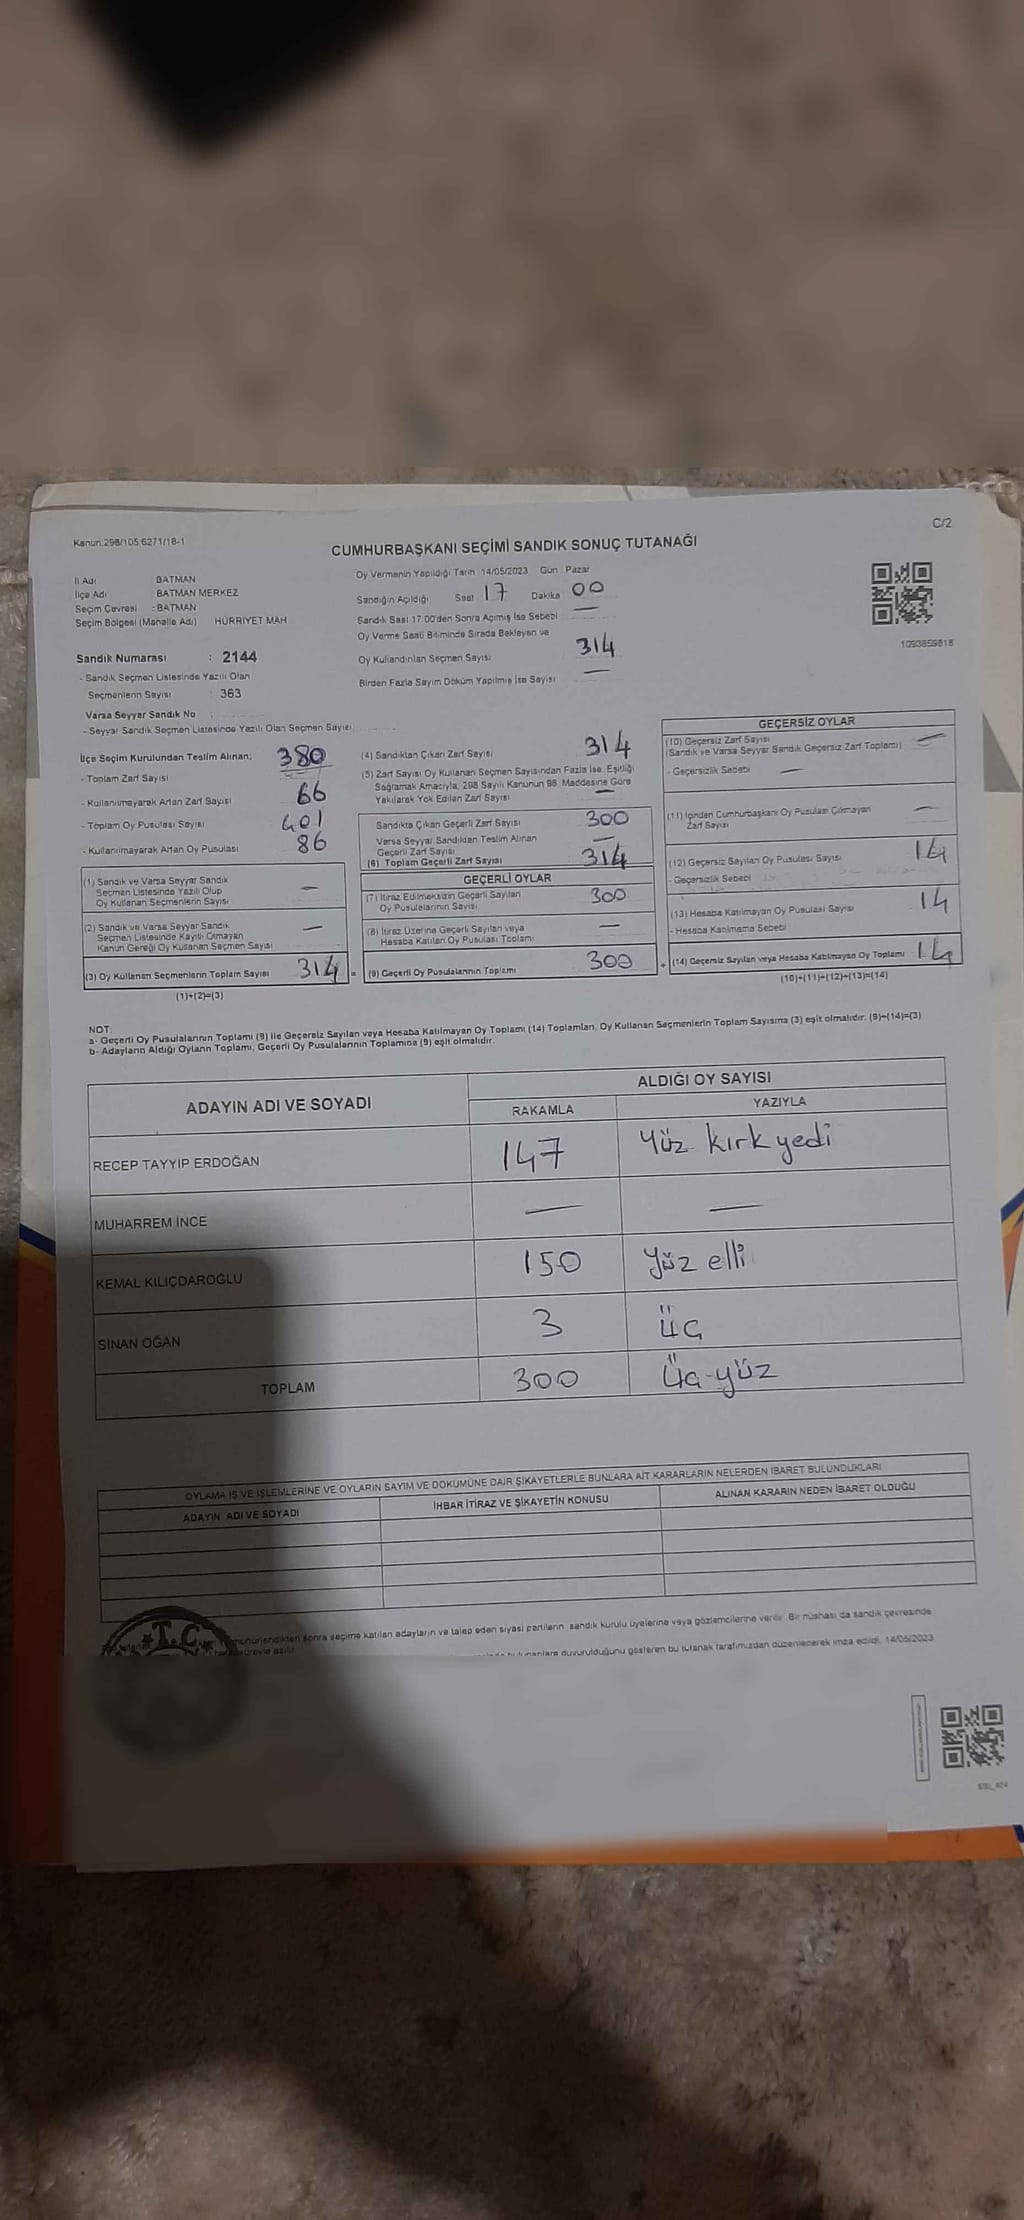 C/2
Kanun:298/105 6271/18-1
CUMHURBAŞKANI SEÇİMİ SANDIK SONUÇ TUTANAĞI
İl Adı BATMAN
İlçe Adı BATMAN MERKEZ
Seçim Çevresi : BATMAN
Seçim Bölgesi (Mahalle Adı) HÜRRİYET MAH
Oy Vermenin Yapıldığı Tarih 14/05/2023 Gün Pazar
Sandığın Açıldığı Saat 17 Dakika 00
Sandık Saat 17 00'den Sonra Açılmış İse Sebebi —
Oy Verme Saati Bitiminde Sırada Bekleyen ve
Oy Kullandırılan Seçmen Sayısı 314
Birden Fazla Sayım Döküm Yapılmış İse Sayısı —
1093859818
Sandık Numarası : 2144
- Sandık Seçmen Listesinde Yazılı Olan
Seçmenlerin Sayısı : 363
Varsa Seyyar Sandık No :
- Seyyar Sandık Seçmen Listesinde Yazılı Olan Seçmen Sayısı:
İlçe Seçim Kurulundan Teslim Alınan; 380
- Toplam Zarf Sayısı
- Kullanılmayarak Artan Zarf Sayısı 66
- Toplam Oy Pusulası Sayısı 401
- Kullanılmayarak Artan Oy Pusulası 86
(1) Sandık ve Varsa Seyyar Sandık
Seçmen Listesinde Yazılı Olup
Oy Kullanan Seçmenlerin Sayısı —
(2) Sandık ve Varsa Seyyar Sandık
Seçmen Listesinde Kayıtlı Olmayan
Kanun Gereği Oy Kullanan Seçmen Sayısı —
(3) Oy Kullanan Seçmenlerin Toplam Sayısı 314 =
(1)+(2)=(3)
(4) Sandıktan Çıkan Zarf Sayısı 314
(5) Zarf Sayısı Oy Kullanan Seçmen Sayısından Fazla İse, Eşitliği
Sağlamak Amacıyla, 298 Sayılı Kanunun 98. Maddesine Göre
Yakılarak Yok Edilen Zarf Sayısı —
Sandıkta Çıkan Geçerli Zarf Sayısı 300
Varsa Seyyar Sandıktan Teslim Alınan
Geçerli Zarf Sayısı —
(6) Toplam Geçerli Zarf Sayısı 314
GEÇERLİ OYLAR
(7) İtiraz Edilmeksizin Geçerli Sayılan
Oy Pusulalarının Sayısı 300
(8) İtiraz Üzerine Geçerli Sayılan veya
Hesaba Katılan Oy Pusulası Toplamı —
(9) Geçerli Oy Pusulalarının Toplamı 300 +
GEÇERSİZ OYLAR
(10) Geçersiz Zarf Sayısı
(Sandık ve Varsa Seyyar Sandık Geçersiz Zarf Toplamı) —
- Geçersizlik Sebebi —
(11) İçinden Cumhurbaşkanı Oy Pusulası Çıkmayan
Zarf Sayısı —
(12) Geçersiz Sayılan Oy Pusulası Sayısı 14
- Geçersizlik Sebebi
(13) Hesaba Katılmayan Oy Pusulası Sayısı 14
- Hesaba Katılmama Sebebi
(14) Geçersiz Sayılan veya Hesaba Katılmayan Oy Toplamı 14
(10)+(11)+(12)+(13)=(14)
NOT:
a- Geçerli Oy Pusulalarının Toplamı (9) ile Geçersiz Sayılan veya Hesaba Katılmayan Oy Toplamı (14) Toplamları, Oy Kullanan Seçmenlerin Toplam Sayısına (3) eşit olmalıdır. (9)+(14)=(3)
b- Adayların Aldığı Oyların Toplamı, Geçerli Oy Pusulalarının Toplamına (9) eşit olmalıdır.
ADAYIN ADI VE SOYADI ALDIĞI OY SAYISI
RAKAMLA YAZIYLA
RECEP TAYYİP ERDOĞAN 147 Yüz kırk yedi
MUHARREM İNCE — —
KEMAL KILIÇDAROĞLU 150 Yüz elli
SİNAN OĞAN 3 üç
TOPLAM 300 Üç yüz
OYLAMA İŞ VE İŞLEMLERİNE VE OYLARIN SAYIM VE DÖKÜMÜNE DAİR ŞİKAYETLERLE BUNLARA AİT KARARLARIN NELERDEN İBARET BULUNDUKLARI
ADAYIN ADI VE SOYADI İHBAR İTİRAZ VE ŞİKAYETİN KONUSU ALINAN KARARIN NEDEN İBARET OLDUĞU
T.C.
mühürlendikten sonra seçime katılan adayların ve talep eden siyasi partilerin sandık kurulu üyelerine veya gözlemcilerine verilir. Bir nüshası da sandık çevresinde
süreyle asılır
bulunanlara duyurulduğunu gösteren bu tutanak tarafımızdan düzenlenerek imza edildi. 14/05/2023